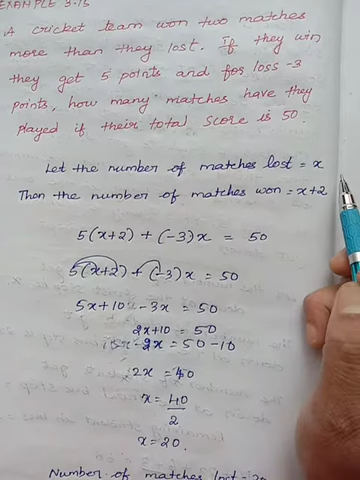 EXAMPLE 3.15
A cricket team won two matches
more than they lost. If they win
they get 5 points and for loss -3
points, how many matches have they
played if their total score is 50.
Let the number of matches lost = x
Then the number of matches won = x+2
5(x+2) + (-3)x = 50
5(x+2) + (-3)x = 50
5x+10 - 3x = 50
2x+10 = 50
2x = 50-10
2x = 40
x = 40/2
x = 20.
Number of matches lost = 20